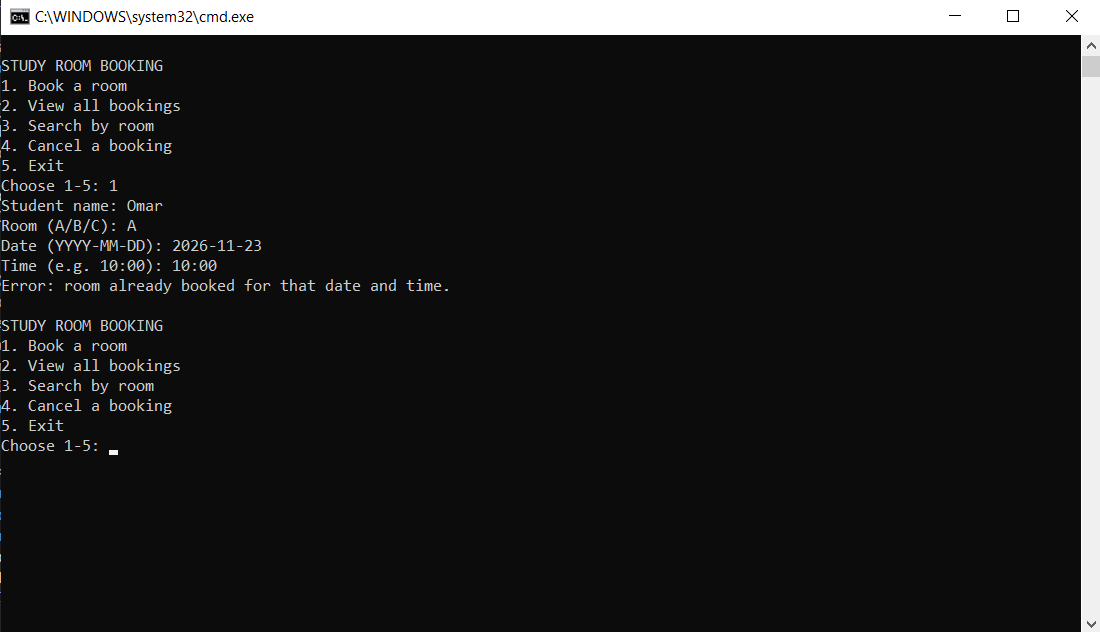 C:\WINDOWS\system32\cmd.exe
STUDY ROOM BOOKING
1. Book a room
2. View all bookings
3. Search by room
4. Cancel a booking
5. Exit
Choose 1-5: 1
Student name: Omar
Room (A/B/C): A
Date (YYYY-MM-DD): 2026-11-23
Time (e.g. 10:00): 10:00
Error: room already booked for that date and time.
STUDY ROOM BOOKING
1. Book a room
2. View all bookings
3. Search by room
4. Cancel a booking
5. Exit
Choose 1-5: